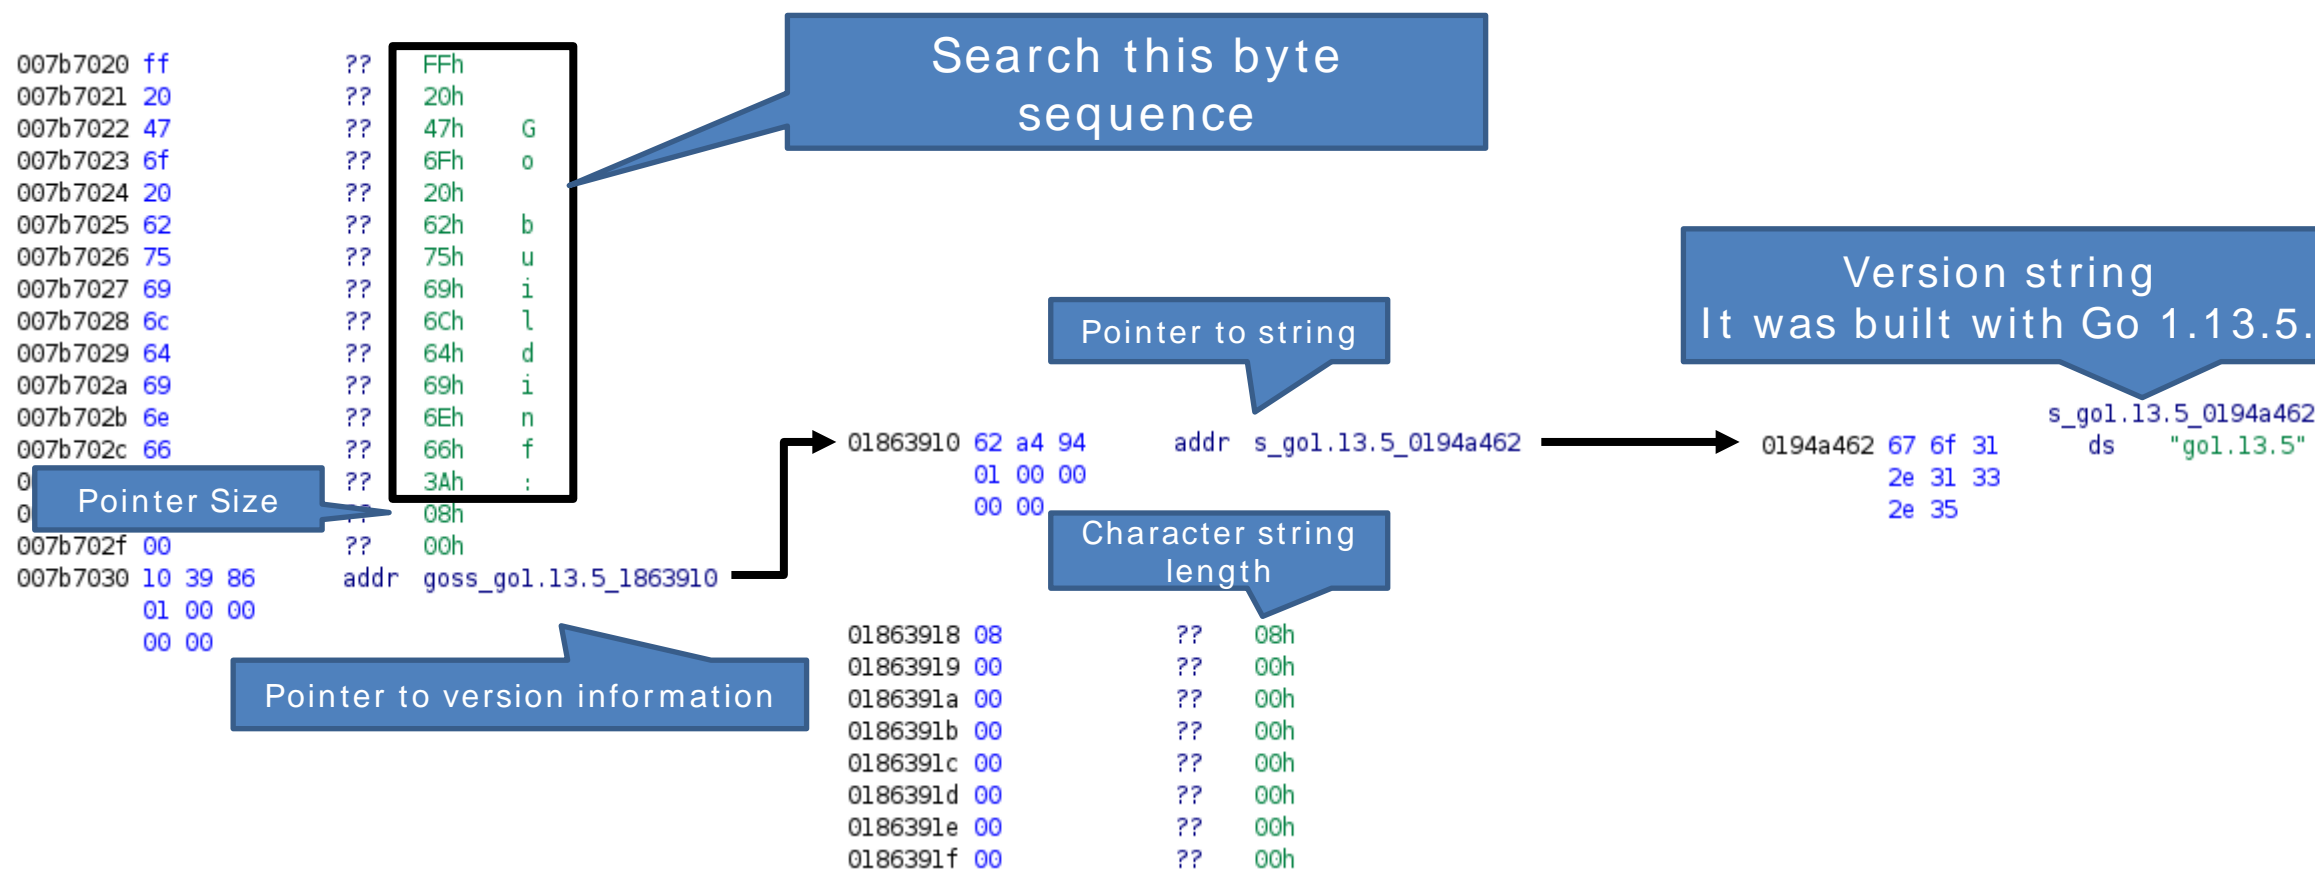 Search this byte
sequence
007b7020 ff ?? FFh
007b7021 20 ?? 20h
007b7022 47 ?? 47h G
007b7023 6f ?? 6Fh o
007b7024 20 ?? 20h
007b7025 62 ?? 62h b
007b7026 75 ?? 75h u
007b7027 69 ?? 69h i
007b7028 6c ?? 6Ch l
007b7029 64 ?? 64h d
007b702a 69 ?? 69h i
007b702b 6e ?? 6Eh n
007b702c 66 ?? 66h f
0 ?? 3Ah :
Pointer Size
0 ?? 08h
007b702f 00 ?? 00h
007b7030 10 39 86 addr goss_go1.13.5_1863910
01 00 00
00 00
Pointer to version information
Pointer to string
01863910 62 a4 94 addr s_go1.13.5_0194a462
01 00 00
00 00
Character string
length
01863918 08 ?? 08h
01863919 00 ?? 00h
0186391a 00 ?? 00h
0186391b 00 ?? 00h
0186391c 00 ?? 00h
0186391d 00 ?? 00h
0186391e 00 ?? 00h
0186391f 00 ?? 00h
Version string
It was built with Go 1.13.5.
s_go1.13.5_0194a462
0194a462 67 6f 31 ds "go1.13.5"
2e 31 33
2e 35